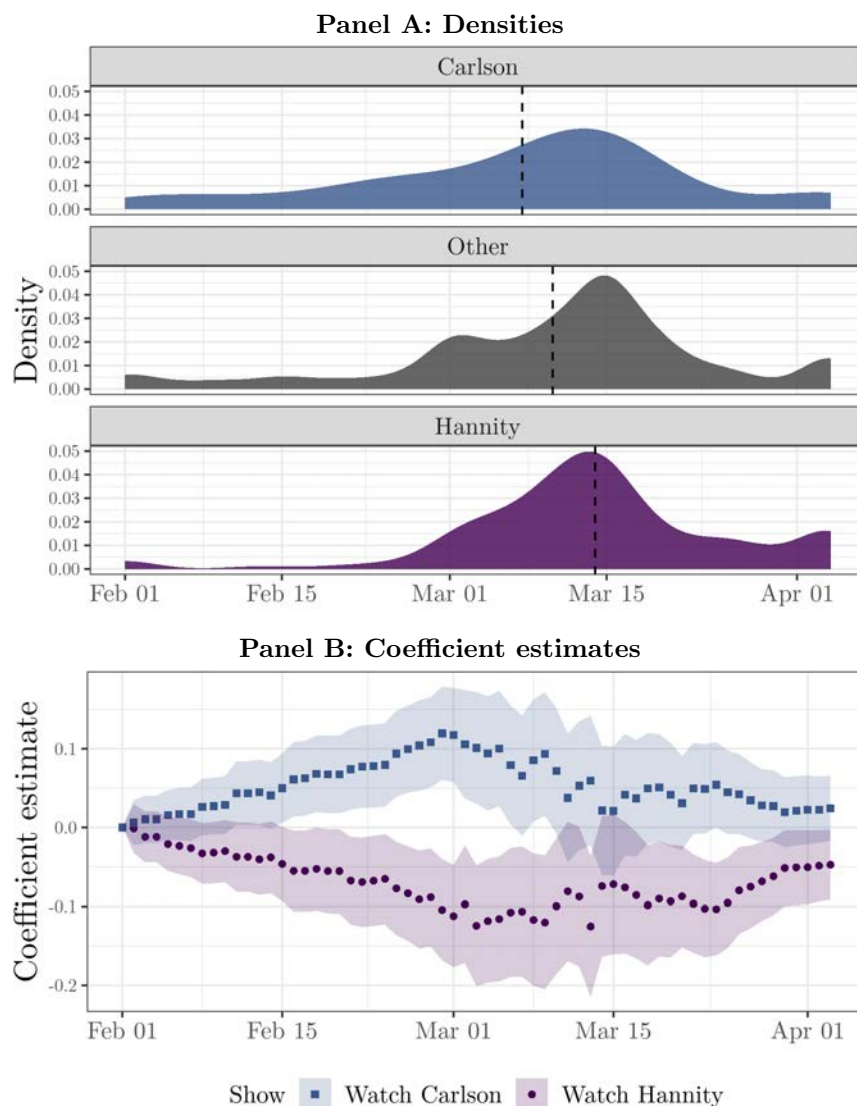 Panel A: Densities
Carlson
0.05
0.04
0.03
0.02
0.01
0.00
Other
0.05
0.04
0.03
0.02
0.01
0.00
Density
Hannity
0.05
0.04
0.03
0.02
0.01
0.00
Feb 01 Feb 15 Mar 01 Mar 15 Apr 01
Panel B: Coefficient estimates
Coefficient estimate
0.1
0.0
-0.1
-0.2
Feb 01 Feb 15 Mar 01 Mar 15 Apr 01
Show Watch Carlson Watch Hannity